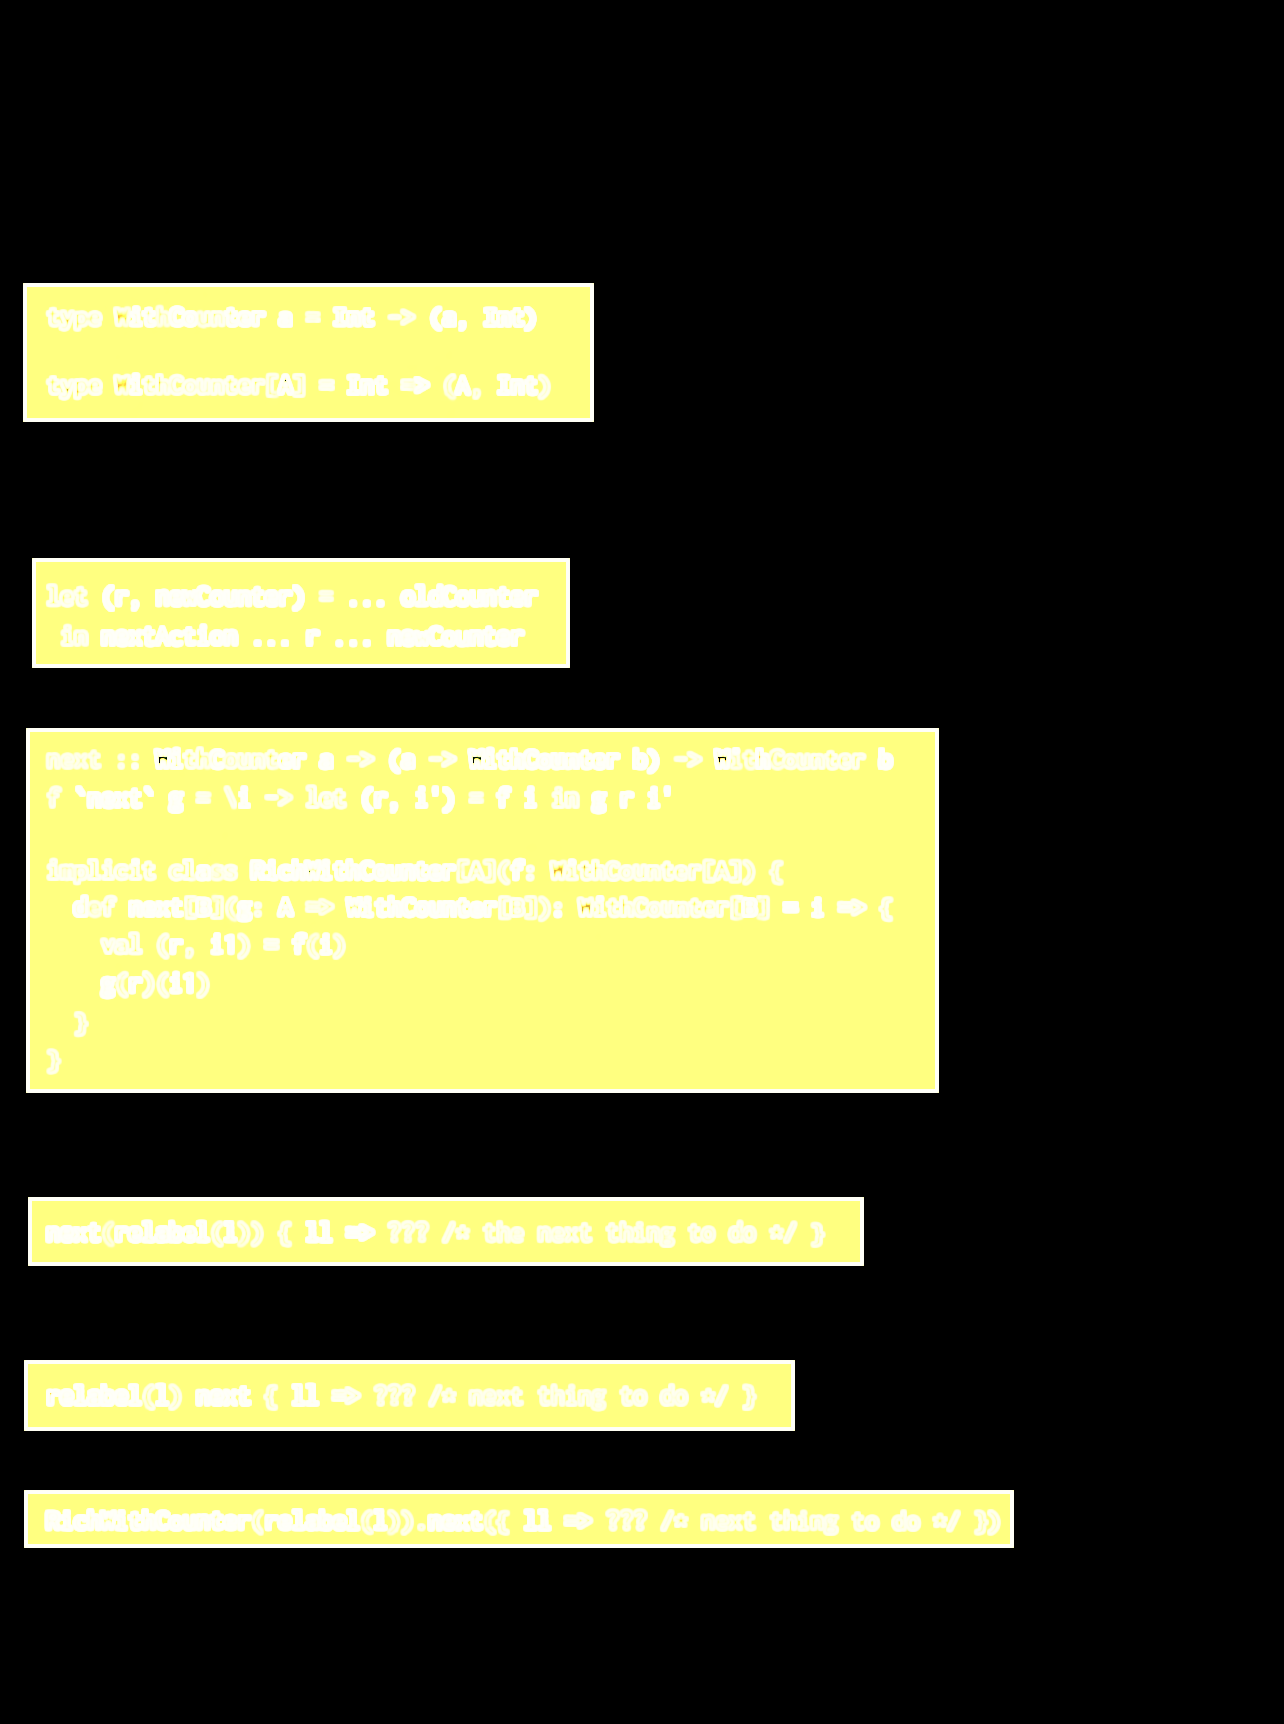 type WithCounter a = Int -> (a, Int)
type WithCounter[A] = Int => (A, Int)
let (r, newCounter) = ... oldCounter
in nextAction ... r ... newCounter
next :: WithCounter a -> (a -> WithCounter b) -> WithCounter b
f `next` g = \i -> let (r, i') = f i in g r i'
implicit class RichWithCounter[A](f: WithCounter[A]) {
def next[B](g: A => WithCounter[B]): WithCounter[B] = i => {
val (r, i1) = f(i)
g(r)(i1)
}
}
next(relabel(l)) { ll => ??? /* the next thing to do */ }
relabel(l) next { ll => ??? /* next thing to do */ }
RichWithCounter(relabel(l)).next({ ll => ??? /* next thing to do */ })